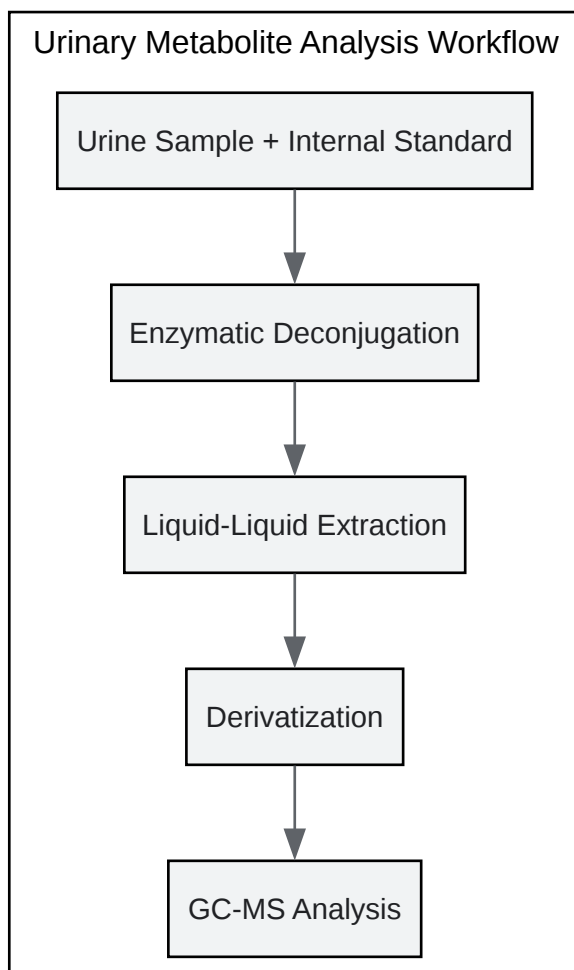 Urinary Metabolite Analysis Workflow
Urine Sample + Internal Standard
Enzymatic Deconjugation
Liquid-Liquid Extraction
Derivatization
GC-MS Analysis